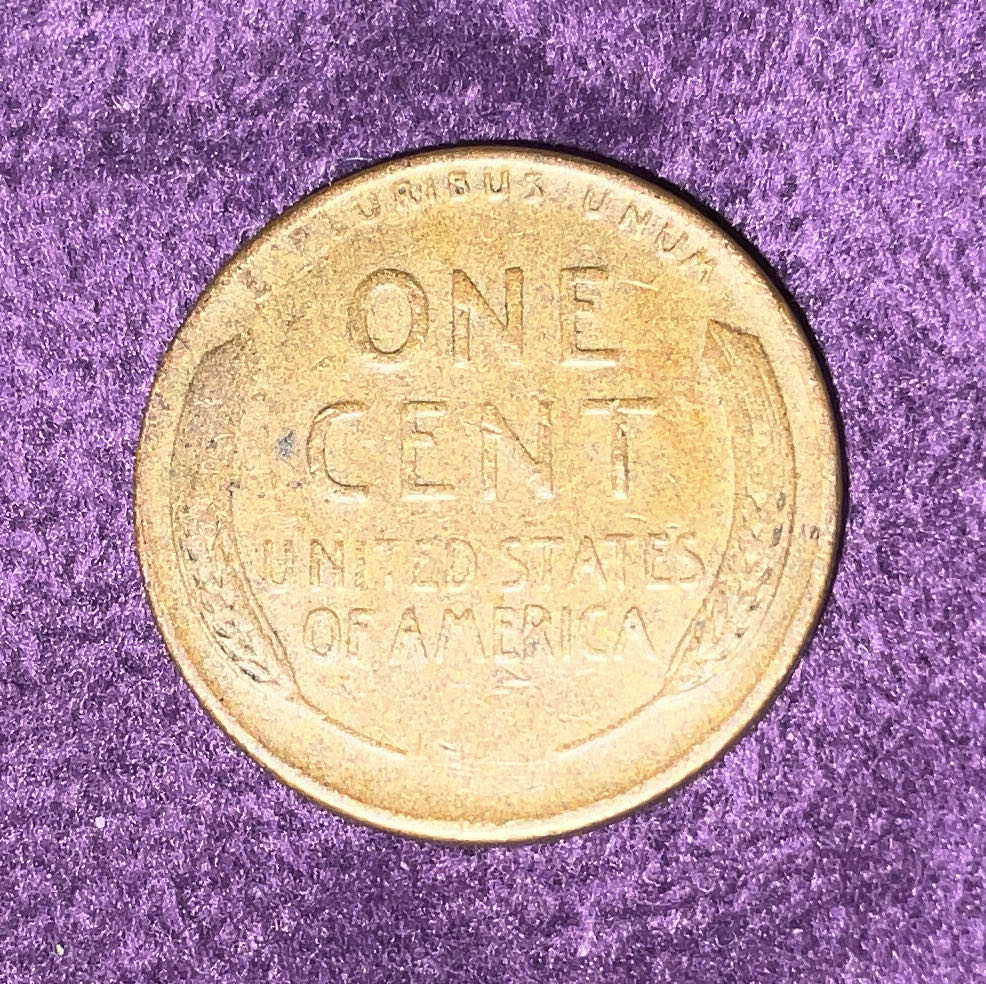 E PLURIBUS UNUM
ONE
CENT
UNITED STATES
OF AMERICA